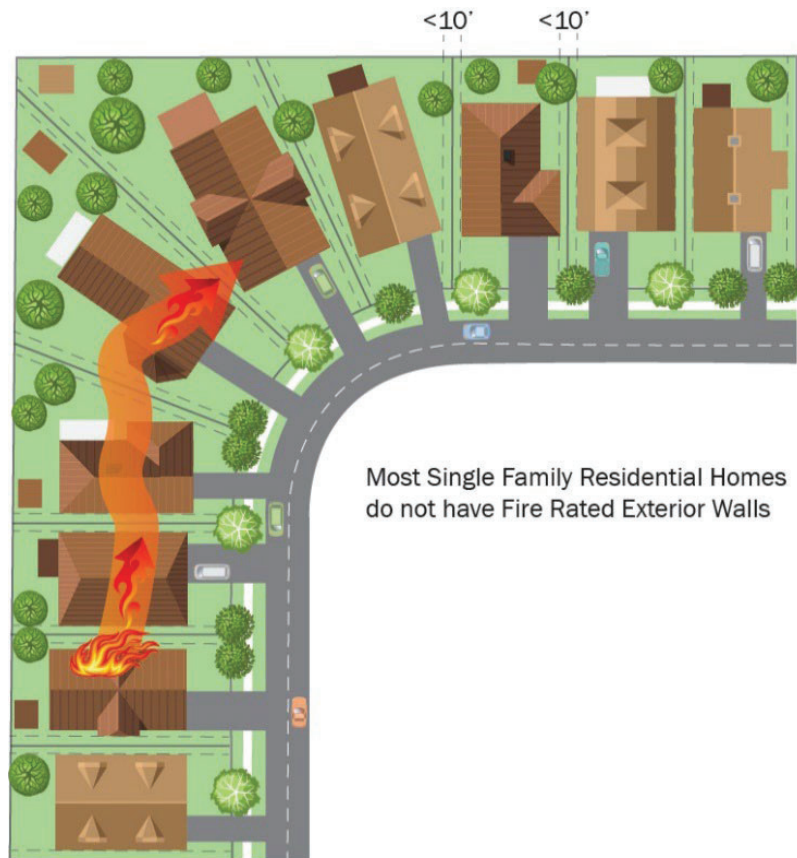 <10' <10'
Most Single Family Residential Homes
do not have Fire Rated Exterior Walls